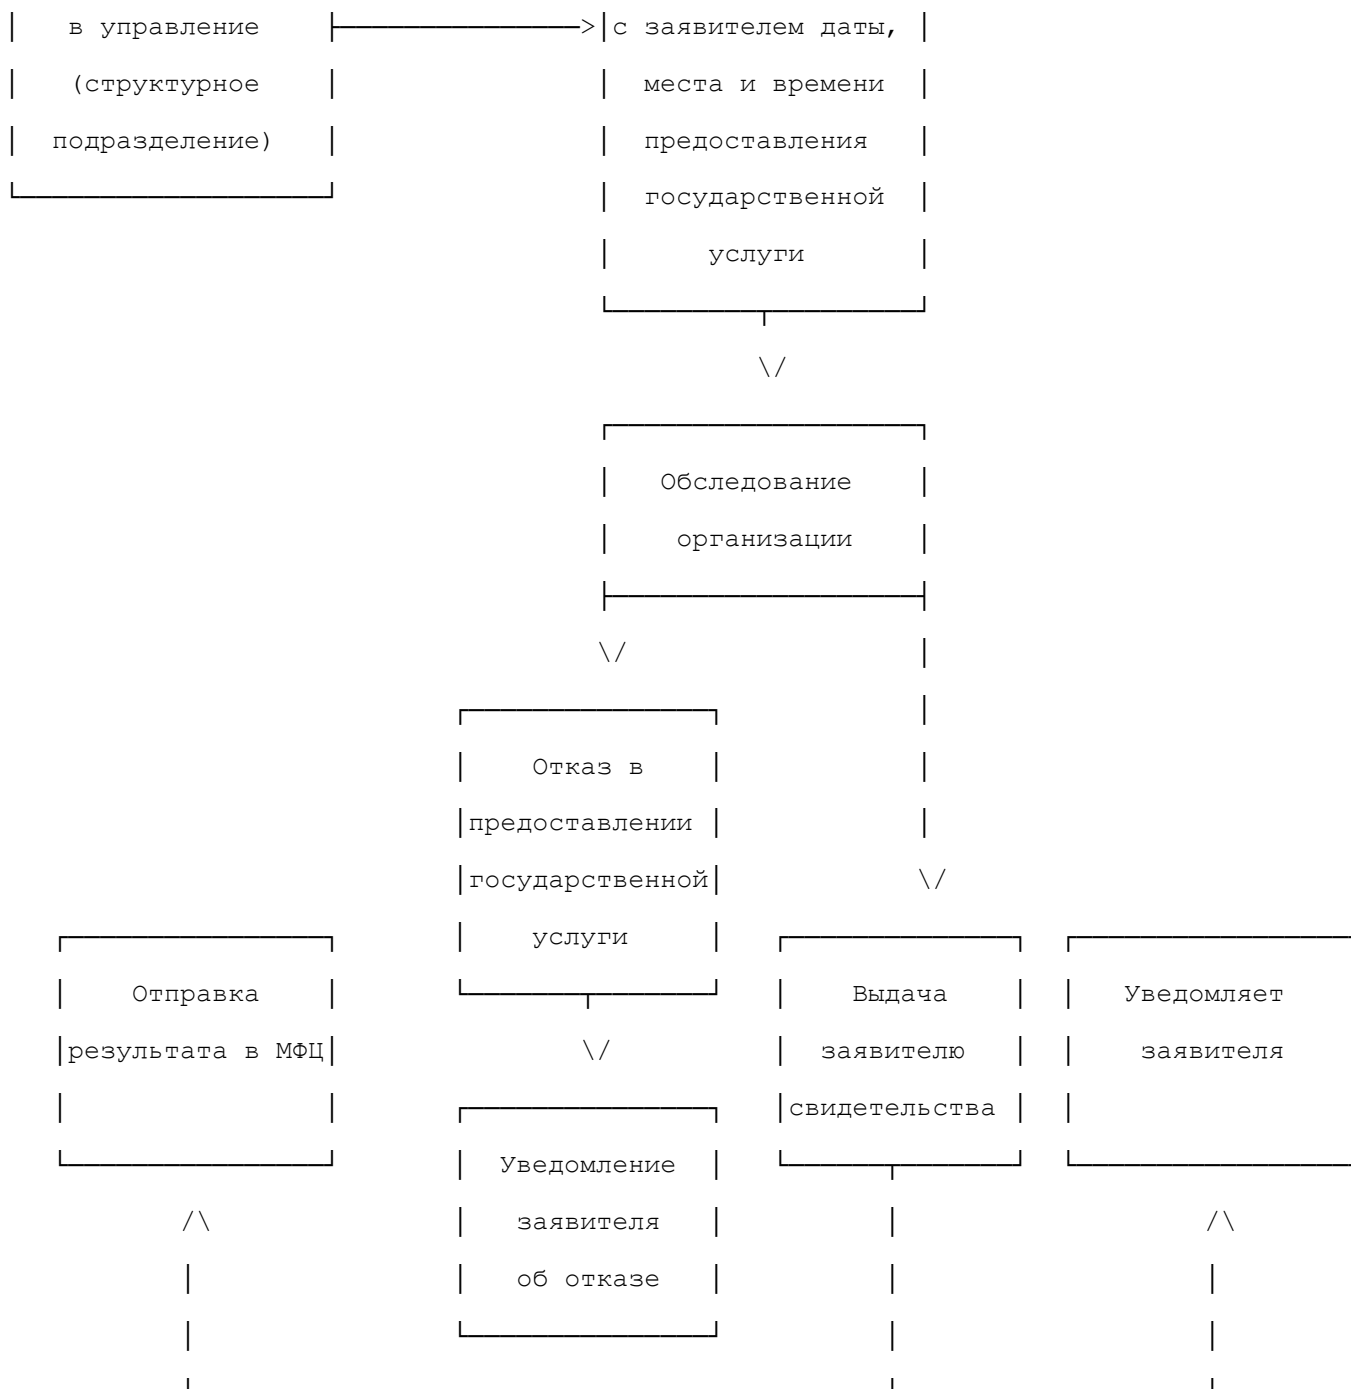 в управление
(структурное
подразделение)
с заявителем даты,
места и времени
предоставления
государственной
услуги
Обследование
организации
Отказ в
предоставлении
государственной
услуги
Отправка
результата в МФЦ
Уведомление
заявителя
об отказе
Выдача
заявителю
свидетельства
Уведомляет
заявителя